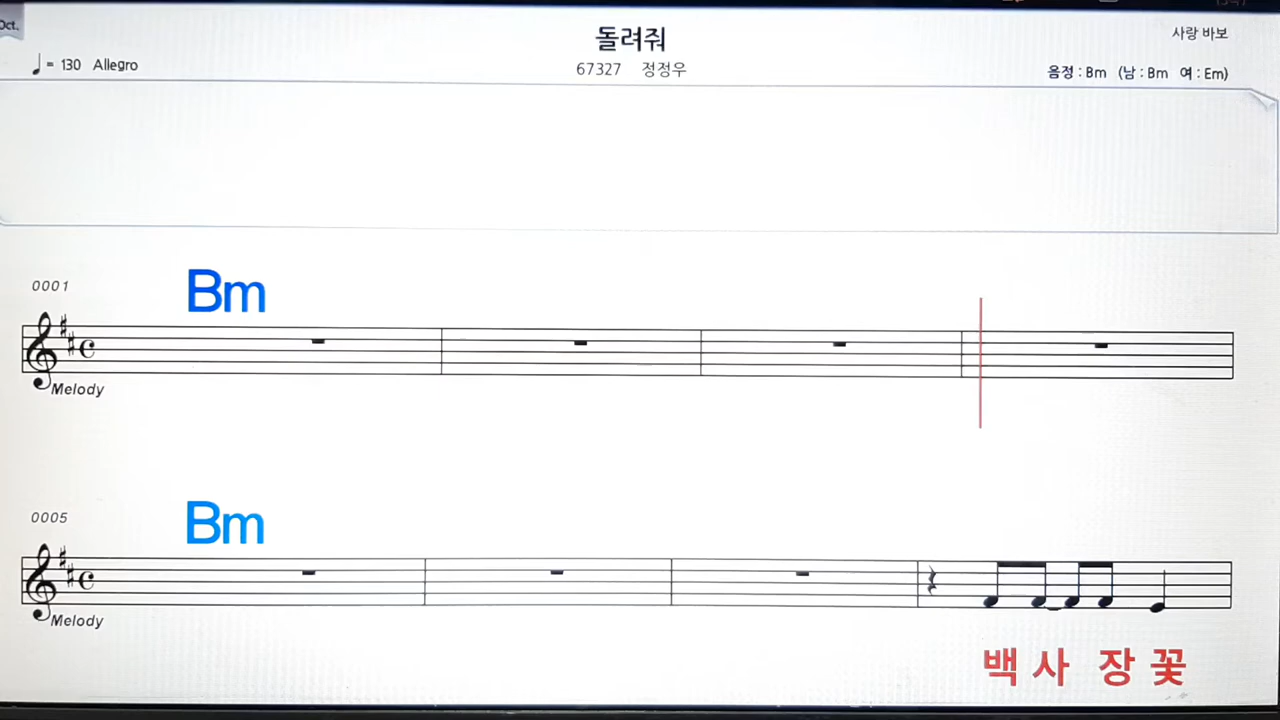 Oct.
돌려줘
사랑 바보
♩= 130 Allegro
67327 정정우
음정 : Bm (남 : Bm 여 : Em)
0001
Bm
Melody
0005
Bm
Melody
백 사 장 꽃